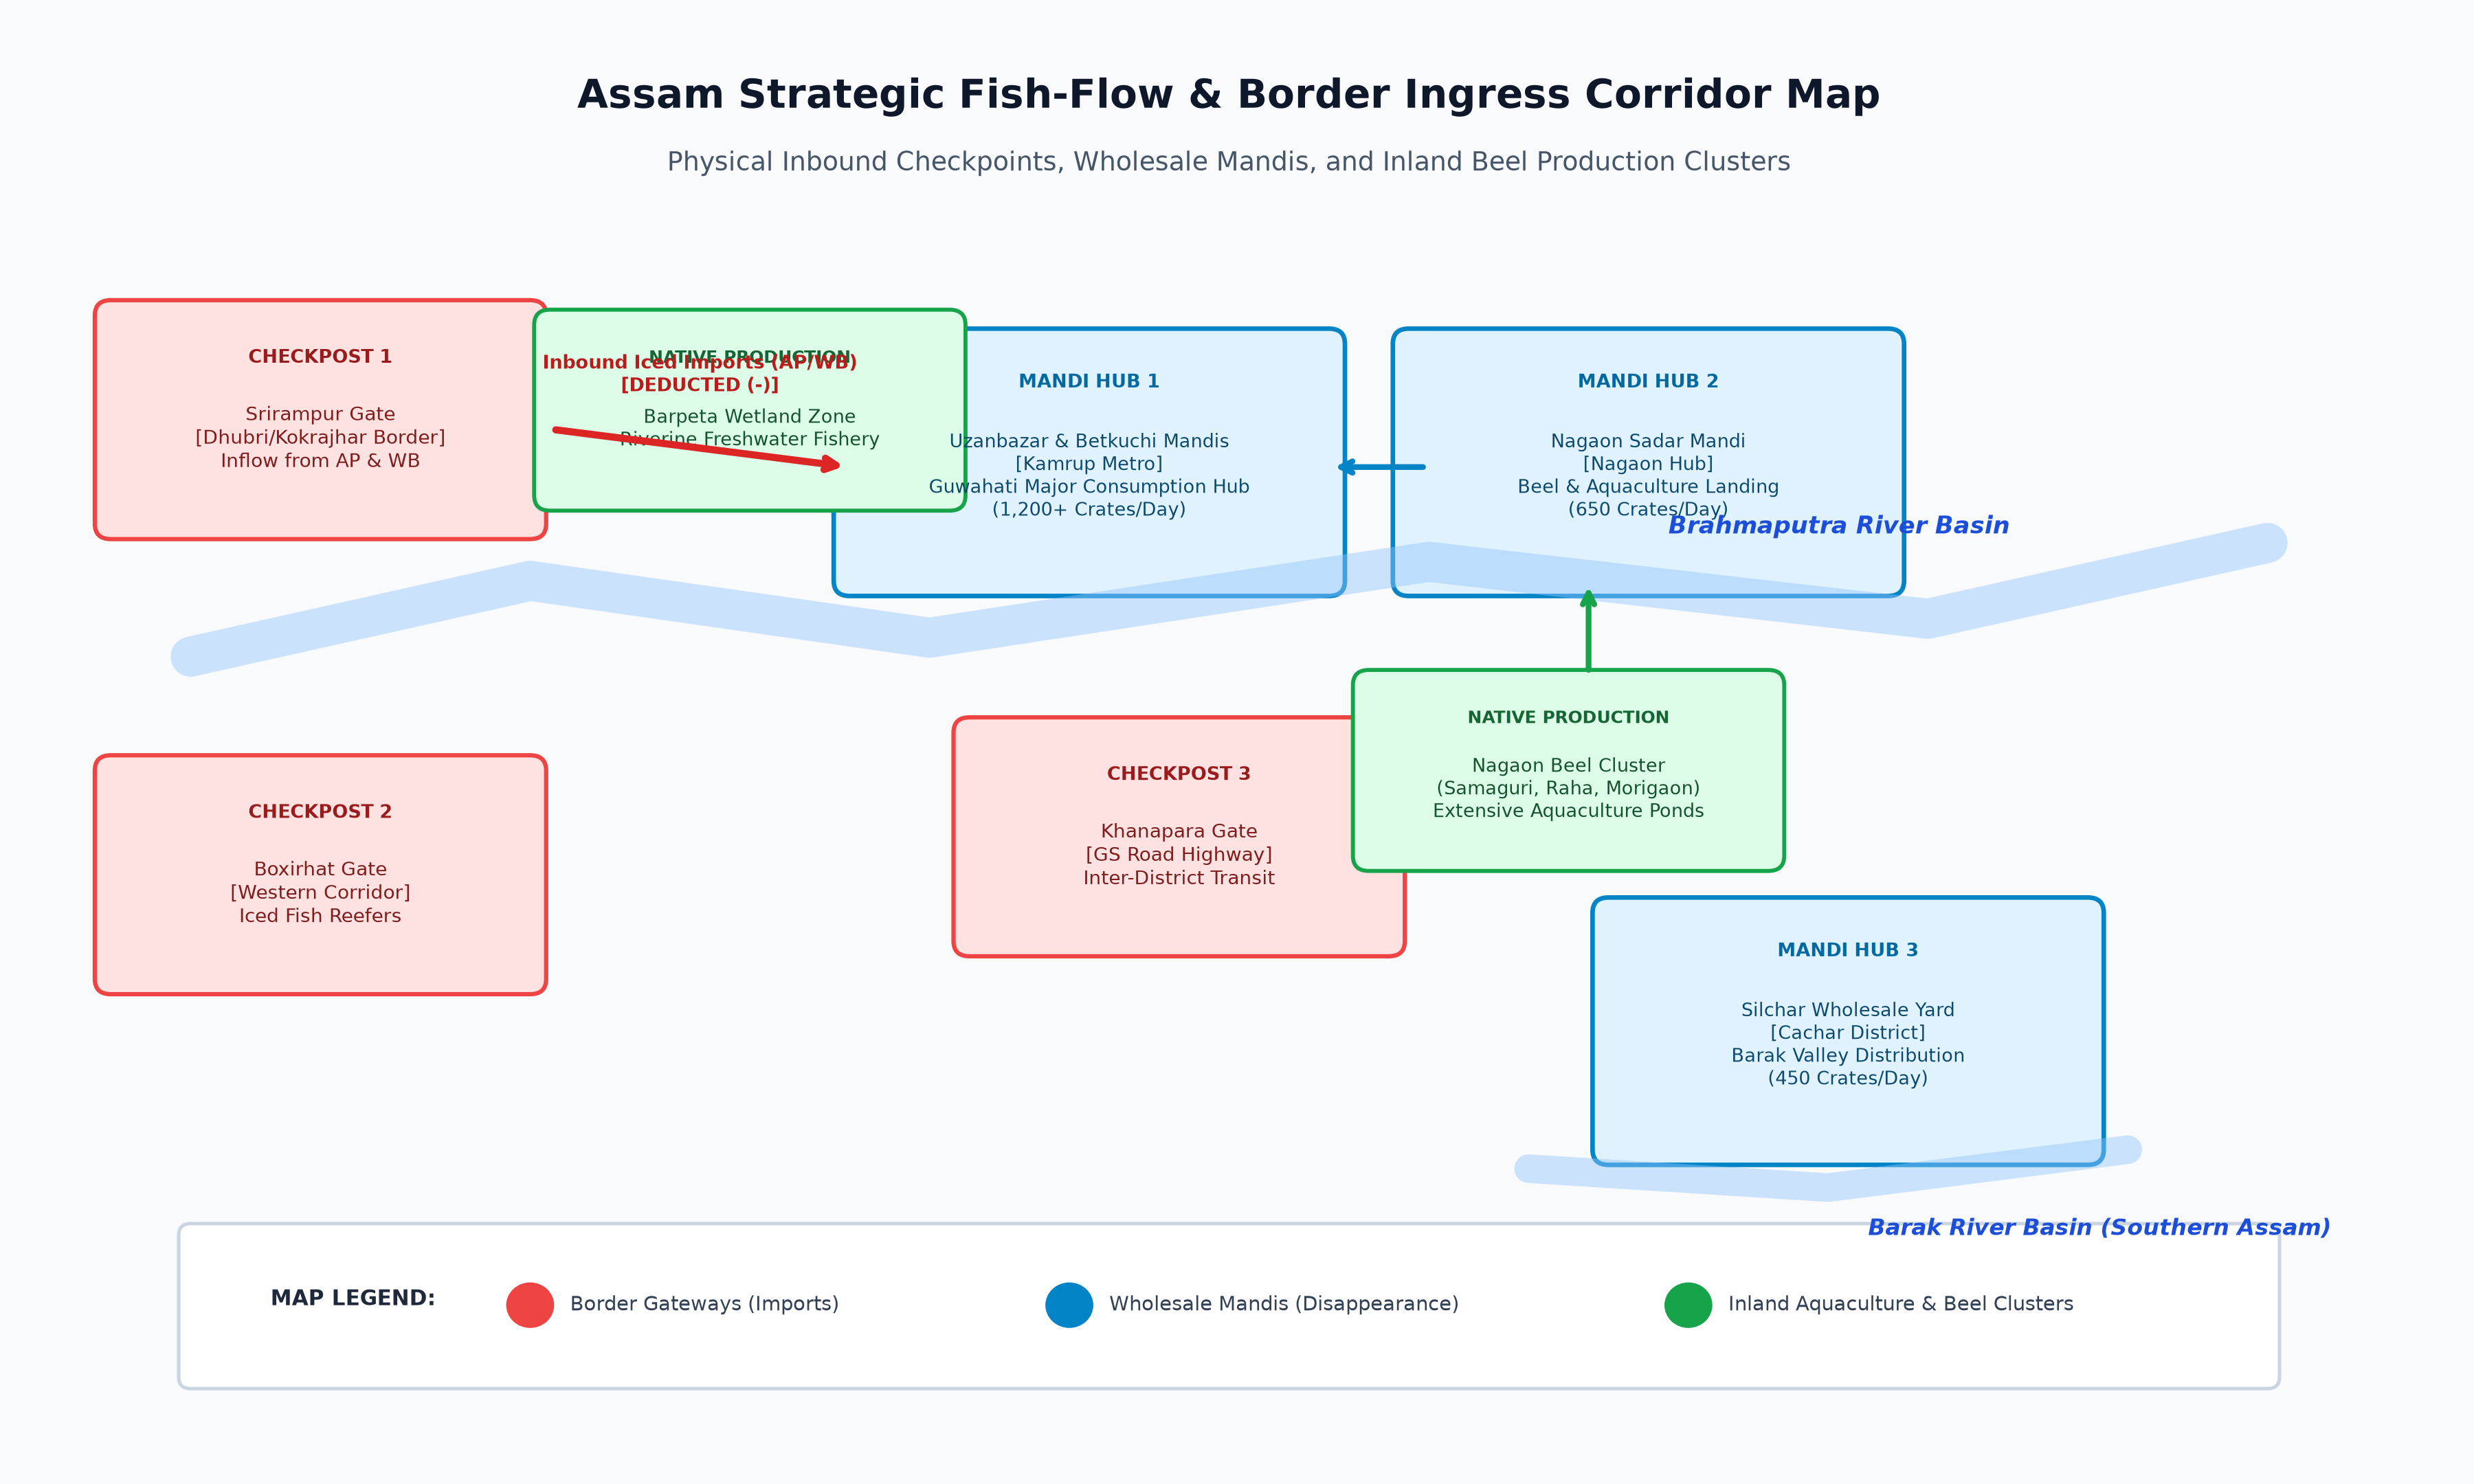 Assam Strategic Fish-Flow & Border Ingress Corridor Map
Physical Inbound Checkpoints, Wholesale Mandis, and Inland Beel Production Clusters
CHECKPOST 1
Srirampur Gate
[Dhubri/Kokrajhar Border]
Inflow from AP & WB
NATIVE PRODUCTION
Inbound Iced Imports (AP/WB)
[DEDUCTED (-)]
Barpeta Wetland Zone
Riverine Freshwater Fishery
MANDI HUB 1
Uzanbazar & Betkuchi Mandis
[Kamrup Metro]
Guwahati Major Consumption Hub
(1,200+ Crates/Day)
MANDI HUB 2
Nagaon Sadar Mandi
[Nagaon Hub]
Beel & Aquaculture Landing
(650 Crates/Day)
Brahmaputra River Basin
CHECKPOST 2
Boxirhat Gate
[Western Corridor]
Iced Fish Reefers
CHECKPOST 3
Khanapara Gate
[GS Road Highway]
Inter-District Transit
NATIVE PRODUCTION
Nagaon Beel Cluster
(Samaguri, Raha, Morigaon)
Extensive Aquaculture Ponds
MANDI HUB 3
Silchar Wholesale Yard
[Cachar District]
Barak Valley Distribution
(450 Crates/Day)
Barak River Basin (Southern Assam)
MAP LEGEND:
Border Gateways (Imports)
Wholesale Mandis (Disappearance)
Inland Aquaculture & Beel Clusters